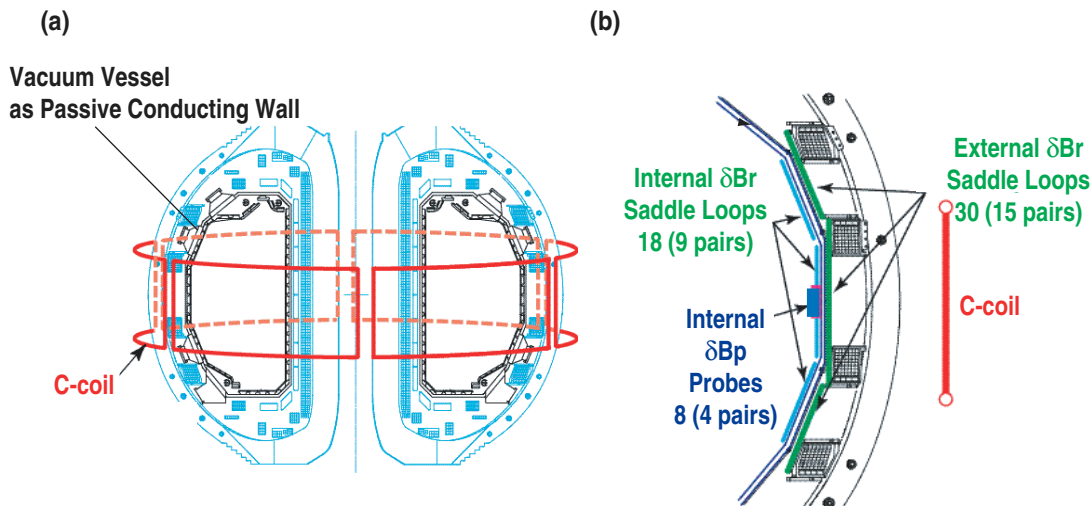 (a)
Vacuum Vessel
as Passive Conducting Wall
C-coil
(b)
Internal δBr
Saddle Loops
18 (9 pairs)
External δBr
Saddle Loops
30 (15 pairs)
Internal
δBp
Probes
8 (4 pairs)
C-coil